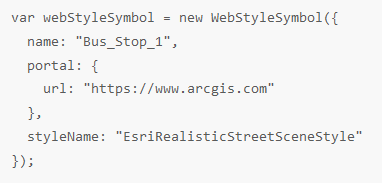 var webStyleSymbol = new WebStyleSymbol({
  name: "Bus_Stop_1",
  portal: {
    url: "https://www.arcgis.com"
  },
  styleName: "EsriRealisticStreetSceneStyle"
});